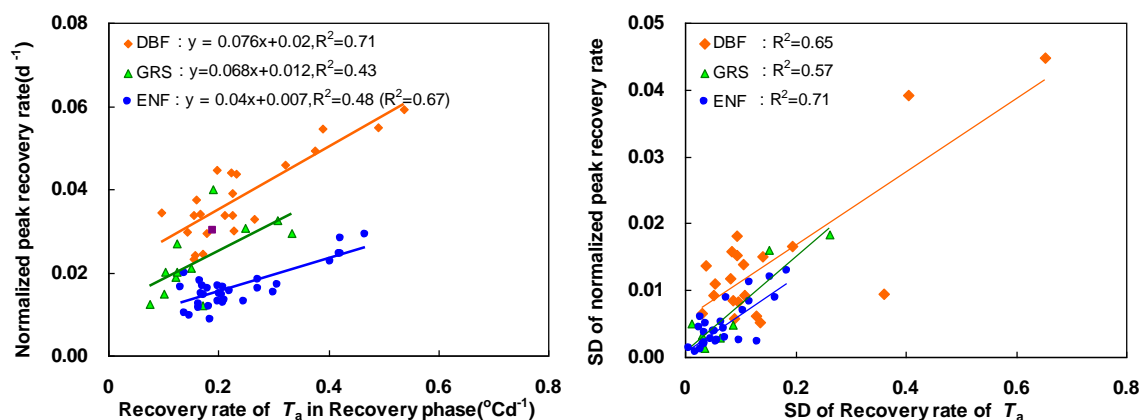 Normalized peak recovery rate(d⁻¹)
0.08
0.06
0.04
0.02
0.00
DBF : y = 0.076x+0.02,R²=0.71
GRS : y=0.068x+0.012,R²=0.43
ENF : y = 0.04x+0.007,R²=0.48 (R²=0.67)
0 0.2 0.4 0.6 0.8
Recovery rate of Ta in Recovery phase(°Cd⁻¹)
SD of normalized peak recovery rate
0.05
0.04
0.03
0.02
0.01
0.00
DBF : R²=0.65
GRS : R²=0.57
ENF : R²=0.71
0 0.2 0.4 0.6 0.8
SD of Recovery rate of Ta